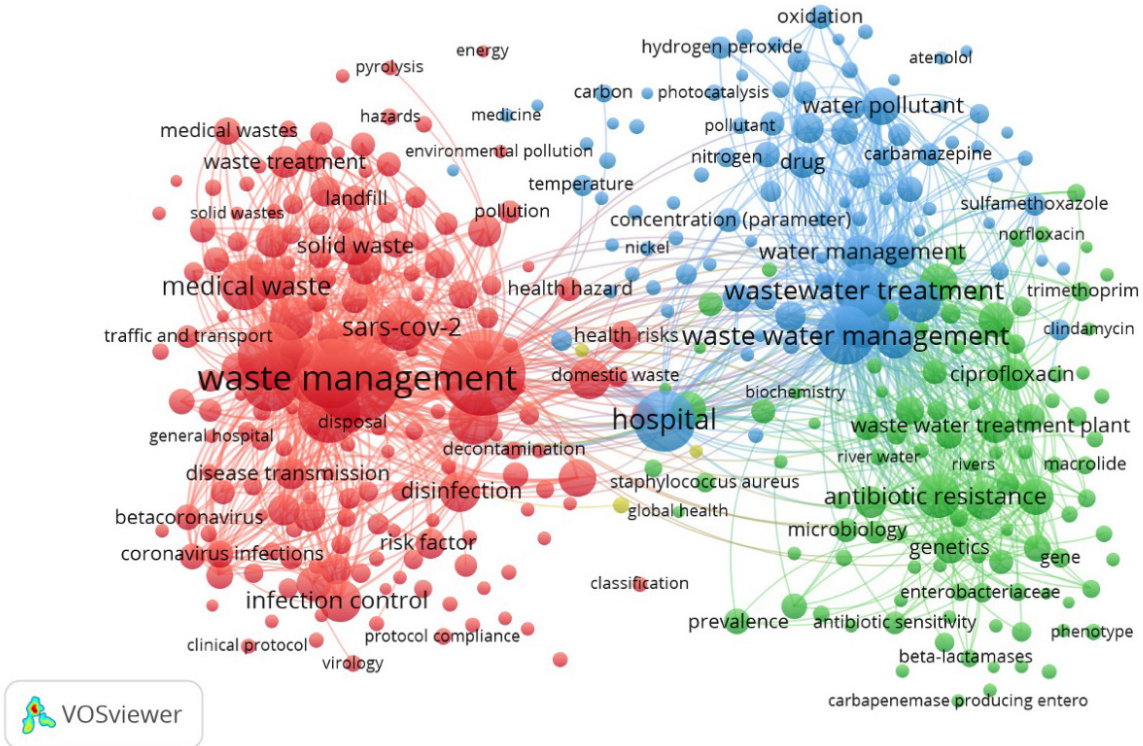 oxidation
energy
hydrogen peroxide
atenolol
pyrolysis
carbon
photocatalysis
water pollutant
medicine
hazards
medical wastes
pollutant
environmental pollution
nitrogen
drug
carbamazepine
waste treatment
temperature
landfill
sulfamethoxazole
solid wastes
pollution
concentration (parameter)
norfloxacin
solid waste
nickel
water management
medical waste
health hazard
wastewater treatment
trimethoprim
sars-cov-2
traffic and transport
health risks
waste water management
clindamycin
waste management
domestic waste
ciprofloxacin
biochemistry
disposal
hospital
general hospital
waste water treatment plant
decontamination
river water
rivers
macrolide
disease transmission
staphylococcus aureus
disinfection
antibiotic resistance
global health
betacoronavirus
microbiology
risk factor
genetics
gene
coronavirus infections
classification
enterobacteriaceae
infection control
prevalence
antibiotic sensitivity
phenotype
protocol compliance
clinical protocol
virology
beta-lactamases
carbapenemase producing entero
VOSviewer